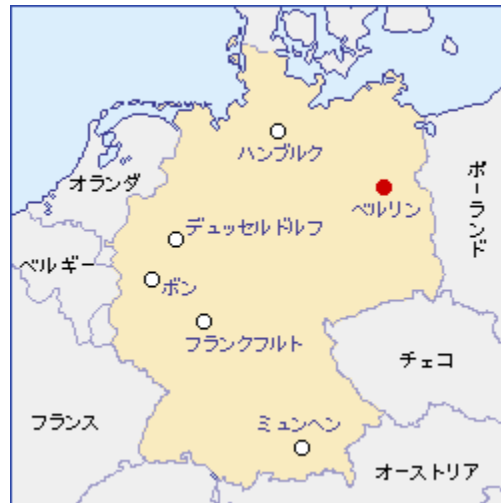 ハンブルク
ポーランド
オランダ
ベルリン
デュッセルドルフ
ベルギー
ボン
フランクフルト
チェコ
フランス
ミュンヘン
オーストリア